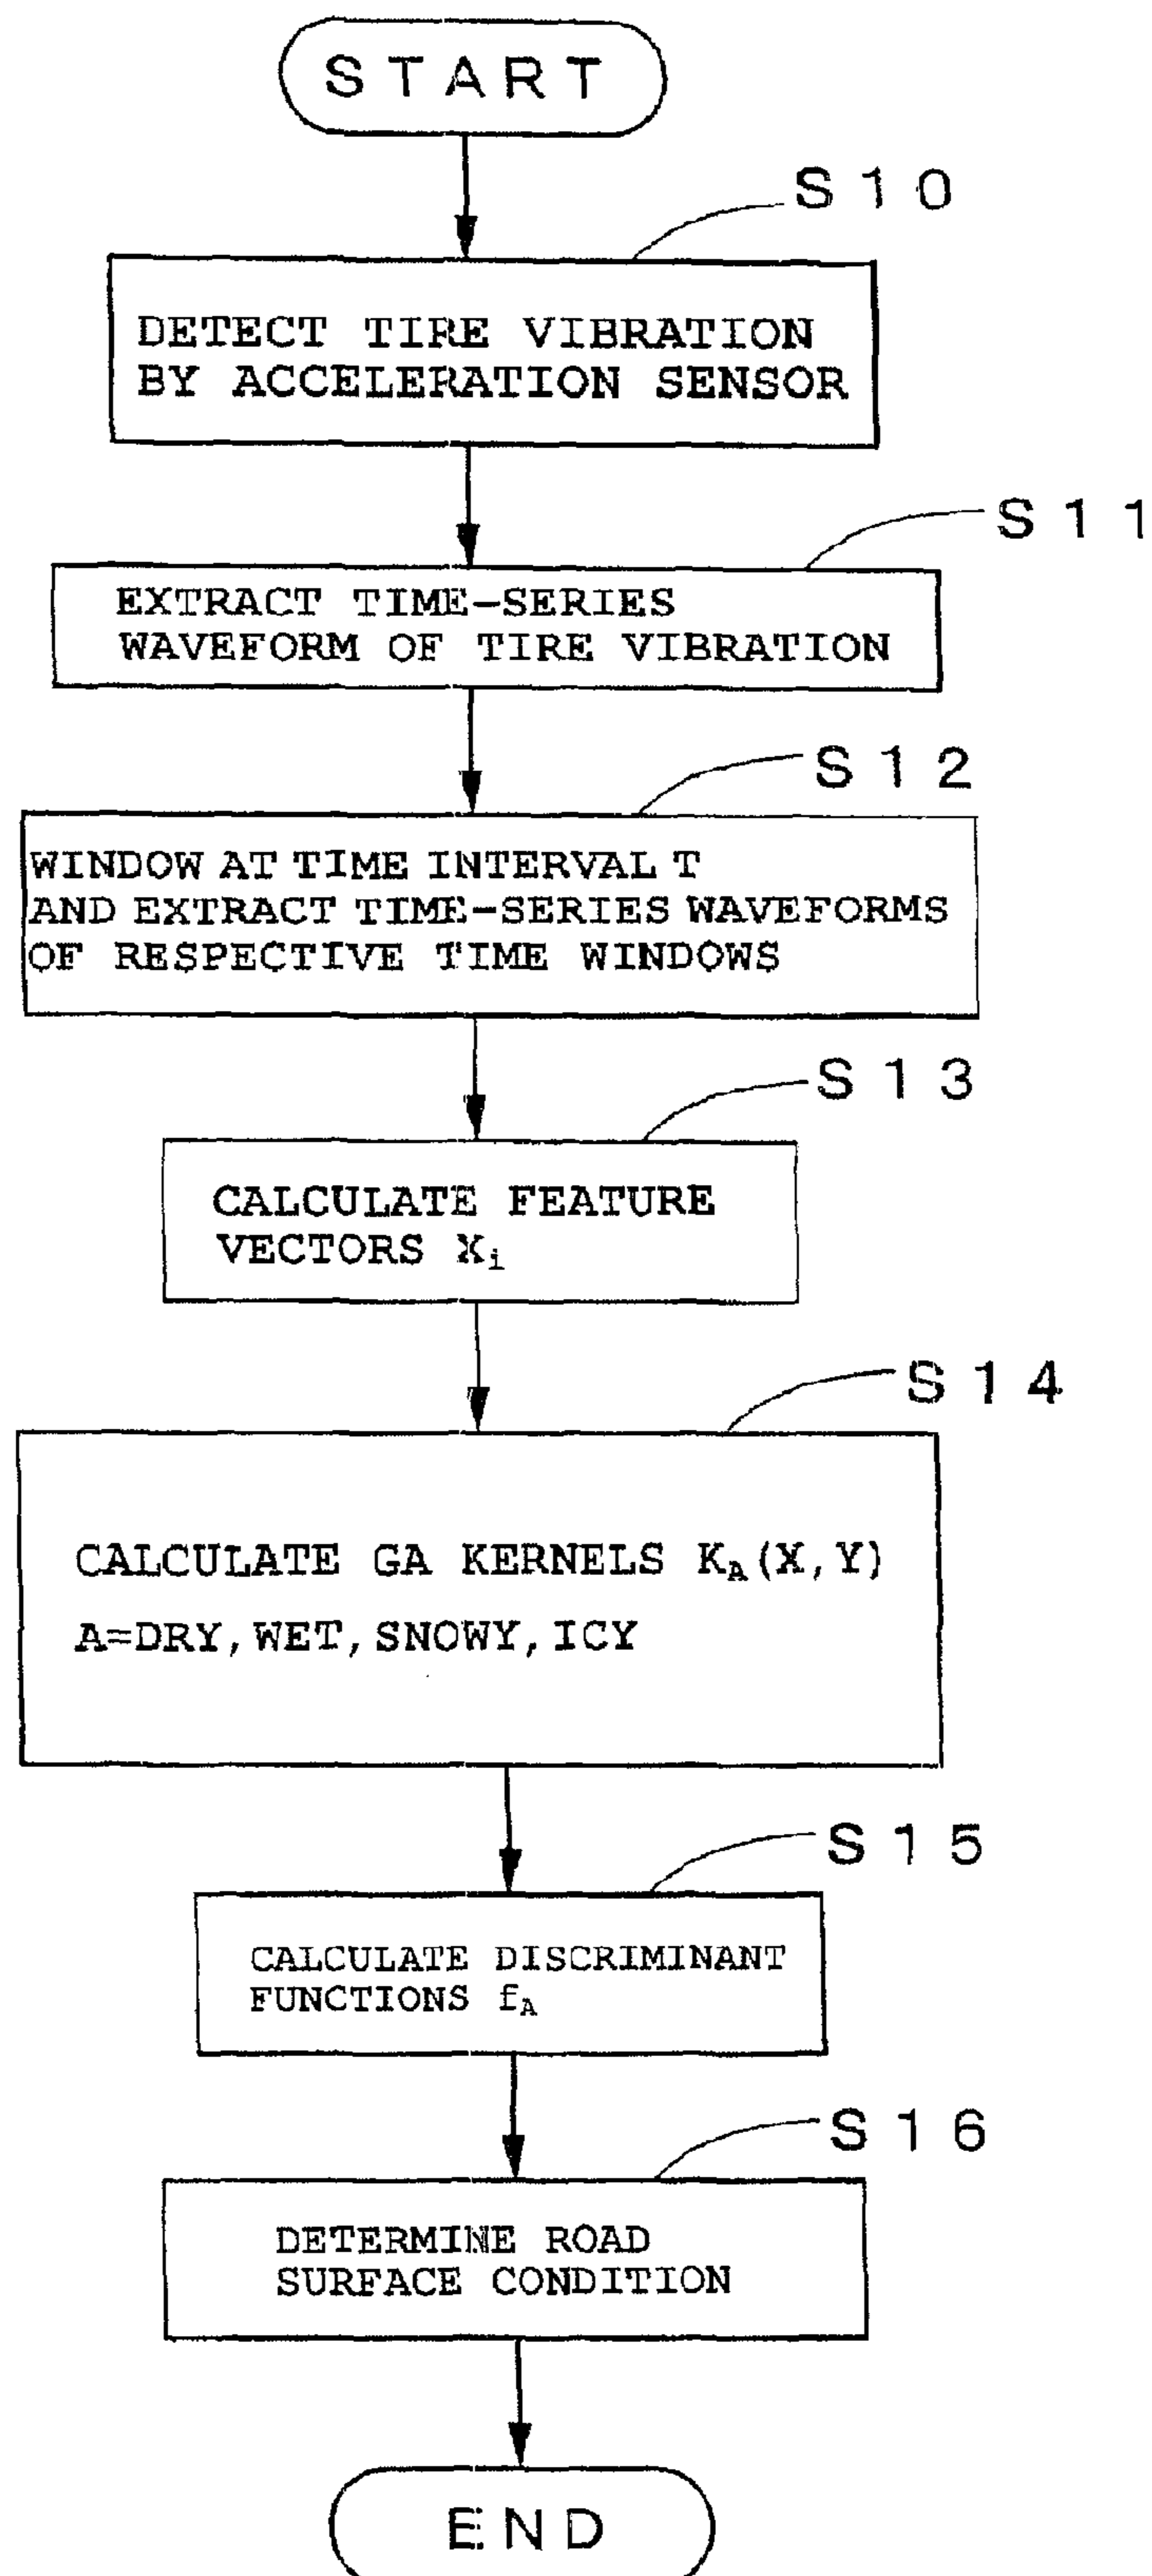 START
S10
DETECT TIRE VIBRATION
BY ACCELERATION SENSOR
S11
EXTRACT TIME-SERIES
WAVEFORM OF TIRE VIBRATION
S12
WINDOW AT TIME INTERVAL T
AND EXTRACT TIME-SERIES WAVEFORMS
OF RESPECTIVE TIME WINDOWS
S13
CALCULATE FEATURE
VECTORS Xi
S14
CALCULATE GA KERNELS KA(X,Y)
A=DRY,WET,SNOWY,ICY
S15
CALCULATE DISCRIMINANT
FUNCTIONS fA
S16
DETERMINE ROAD
SURFACE CONDITION
END